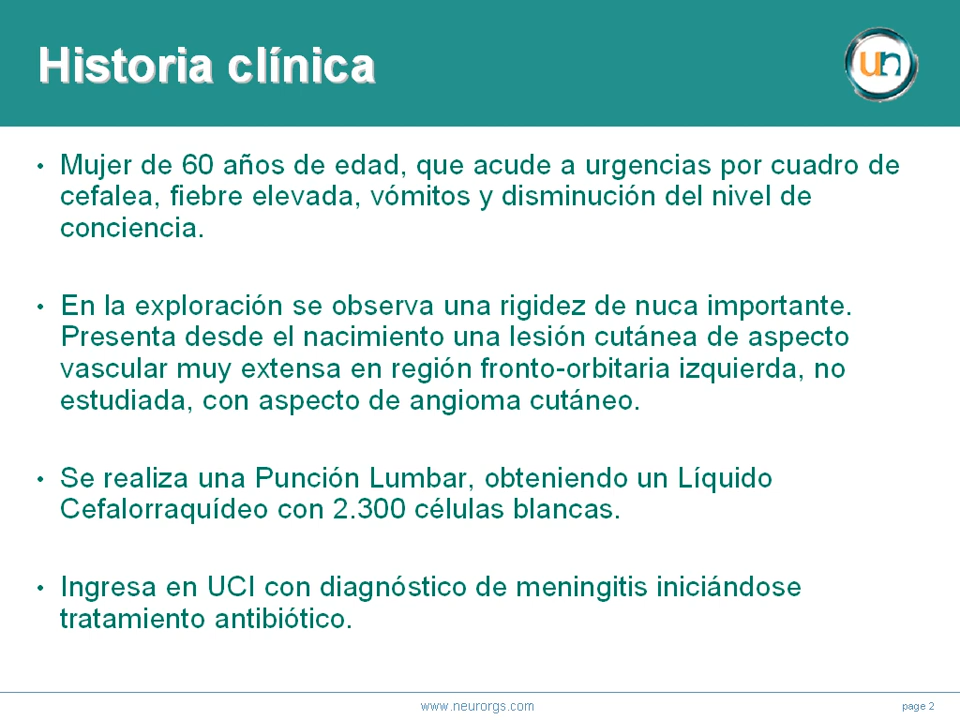 Historia clínica
un
• Mujer de 60 años de edad, que acude a urgencias por cuadro de
cefalea, fiebre elevada, vómitos y disminución del nivel de
conciencia.
• En la exploración se observa una rigidez de nuca importante.
Presenta desde el nacimiento una lesión cutánea de aspecto
vascular muy extensa en región fronto-orbitaria izquierda, no
estudiada, con aspecto de angioma cutáneo.
• Se realiza una Punción Lumbar, obteniendo un Líquido
Cefalorraquídeo con 2.300 células blancas.
• Ingresa en UCI con diagnóstico de meningitis iniciándose
tratamiento antibiótico.
www.neurorgs.com
page 2